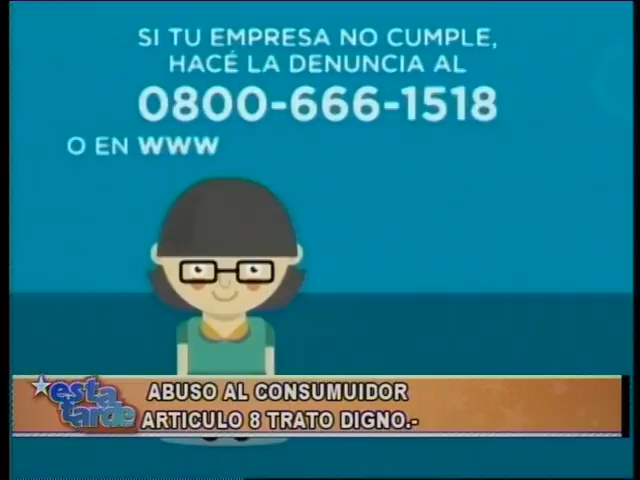 SI TU EMPRESA NO CUMPLE,
HACÉ LA DENUNCIA AL
0800-666-1518
O EN WWW
esta
tarde
ABUSO AL CONSUMUIDOR
ARTICULO 8 TRATO DIGNO.-